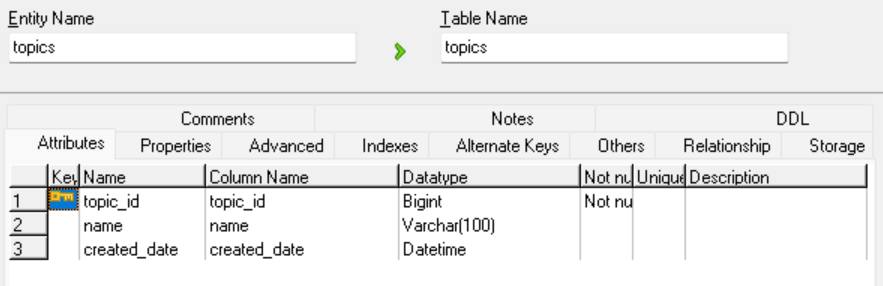 Entity Name Table Name
topics topics
Comments Notes DDL
Attributes Properties Advanced Indexes Alternate Keys Others Relationship Storage
Key Name Column Name Datatype Not nu Unique Description
1 topic_id topic_id Bigint Not nu
2 name name Varchar(100)
3 created_date created_date Datetime